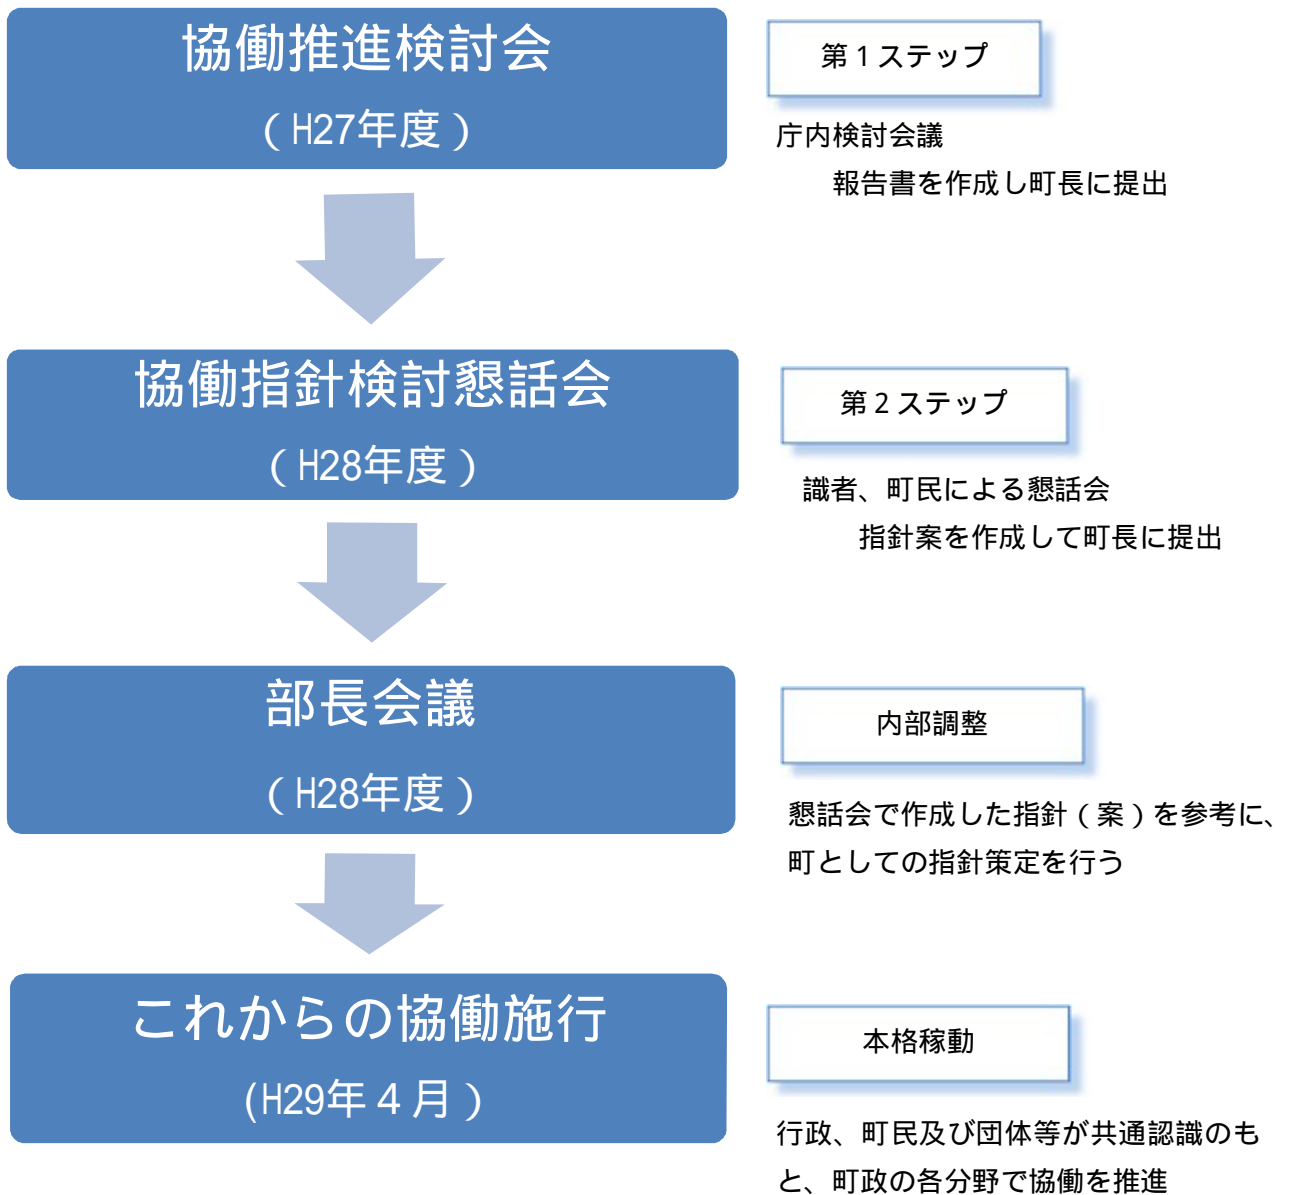 協働推進検討会
（H27年度）
第１ステップ
庁内検討会議
報告書を作成し町長に提出
協働指針検討懇話会
（H28年度）
第２ステップ
識者、町民による懇話会
指針案を作成して町長に提出
部長会議
（H28年度）
内部調整
懇話会で作成した指針（案）を参考に、
町としての指針策定を行う
これからの協働施行
(H29年４月）
本格稼動
行政、町民及び団体等が共通認識のも
と、町政の各分野で協働を推進